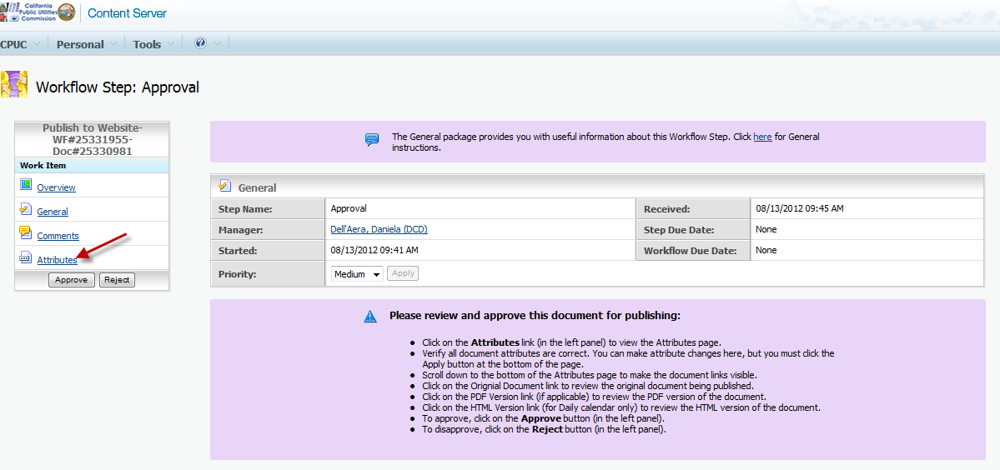 California
Public Utilities
Commission
Content Server
CPUC
Personal
Tools
?
Workflow Step: Approval
Publish to Website-
WF#25331955-
Doc#25330981
Work Item
Overview
General
Comments
Attributes
Approve Reject
The General package provides you with useful information about this Workflow Step. Click here for General
instructions.
General
Step Name: Approval Received: 08/13/2012 09:45 AM
Manager: Dell'Aera, Daniela (DCD) Step Due Date: None
Started: 08/13/2012 09:41 AM Workflow Due Date: None
Priority: Medium Apply
Please review and approve this document for publishing:
• Click on the Attributes link (in the left panel) to view the Attributes page.
• Verify all document attributes are correct. You can make attribute changes here, but you must click the
Apply button at the bottom of the page.
• Scroll down to the bottom of the Attributes page to make the document links visible.
• Click on the Orignial Document link to review the original document being published.
• Click on the PDF Version link (if applicable) to review the PDF version of the document.
• Click on the HTML Version link (for Daily calendar only) to review the HTML version of the document.
• To approve, click on the Approve button (in the left panel).
• To disapprove, click on the Reject button (in the left panel).